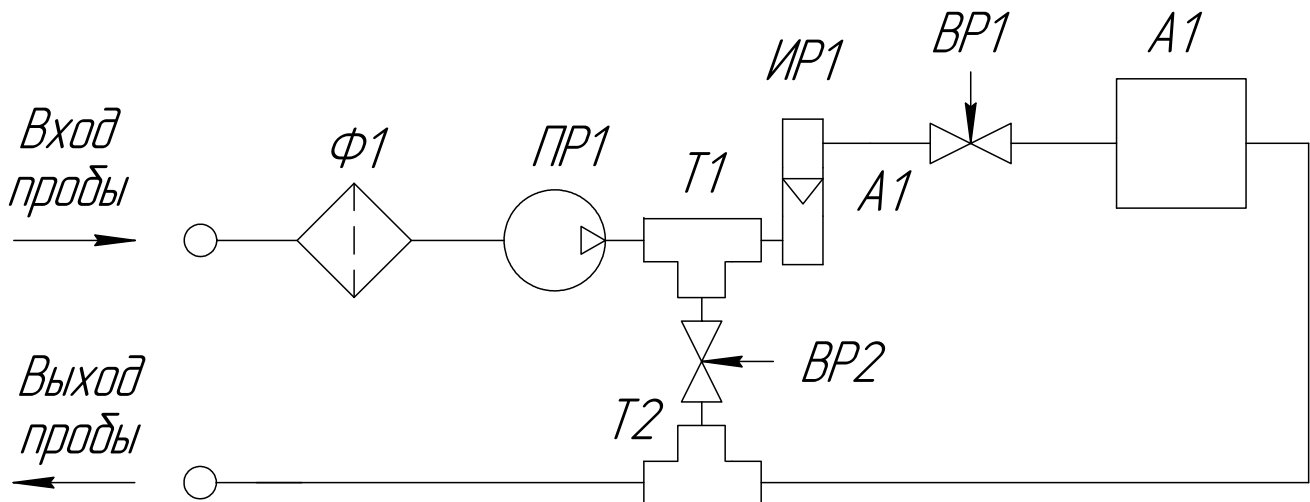 ВР1
А1
ИР1
Вход
пробы
Ф1
ПР1
Т1
А1
Выход
пробы
ВР2
Т2